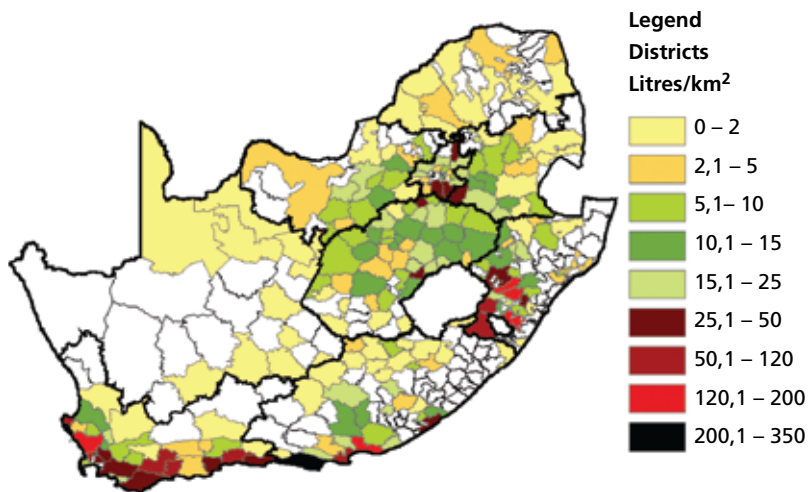 Legend
Districts
Litres/km²
0 – 2
2,1 – 5
5,1– 10
10,1 – 15
15,1 – 25
25,1 – 50
50,1 – 120
120,1 – 200
200,1 – 350